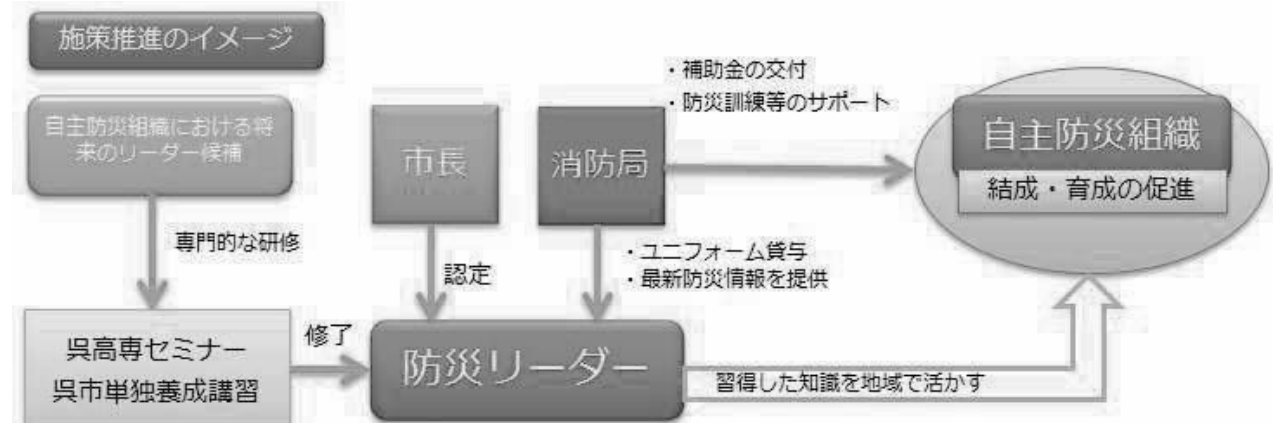 施策推進のイメージ
自主防災組織における将
来のリーダー候補
専門的な研修
呉高専セミナー
呉市単独養成講習
修了
市長
認定
消防局
・補助金の交付
・防災訓練等のサポート
・ユニフォーム貸与
・最新防災情報を提供
防災リーダー
習得した知識を地域で活かす
自主防災組織
結成・育成の促進